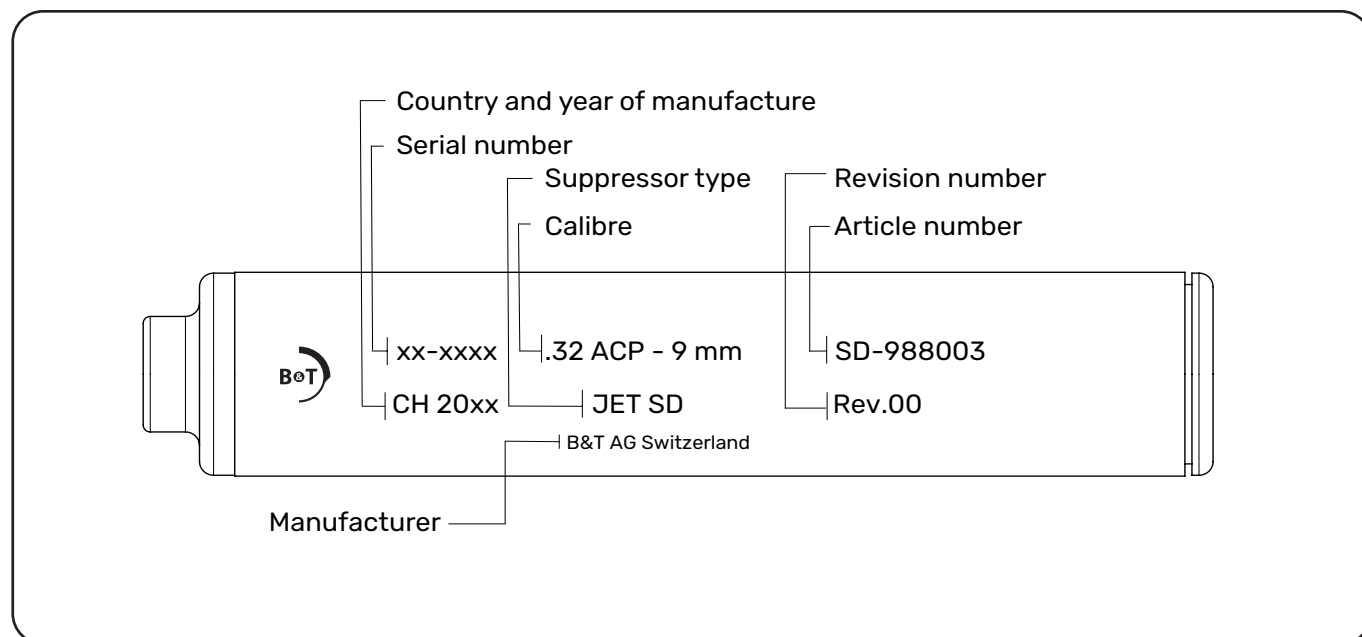 Country and year of manufacture
Serial number
Suppressor type
Revision number
Calibre
Article number
B&T
xx-xxxx
.32 ACP - 9 mm
SD-988003
CH 20xx
JET SD
Rev.00
B&T AG Switzerland
Manufacturer